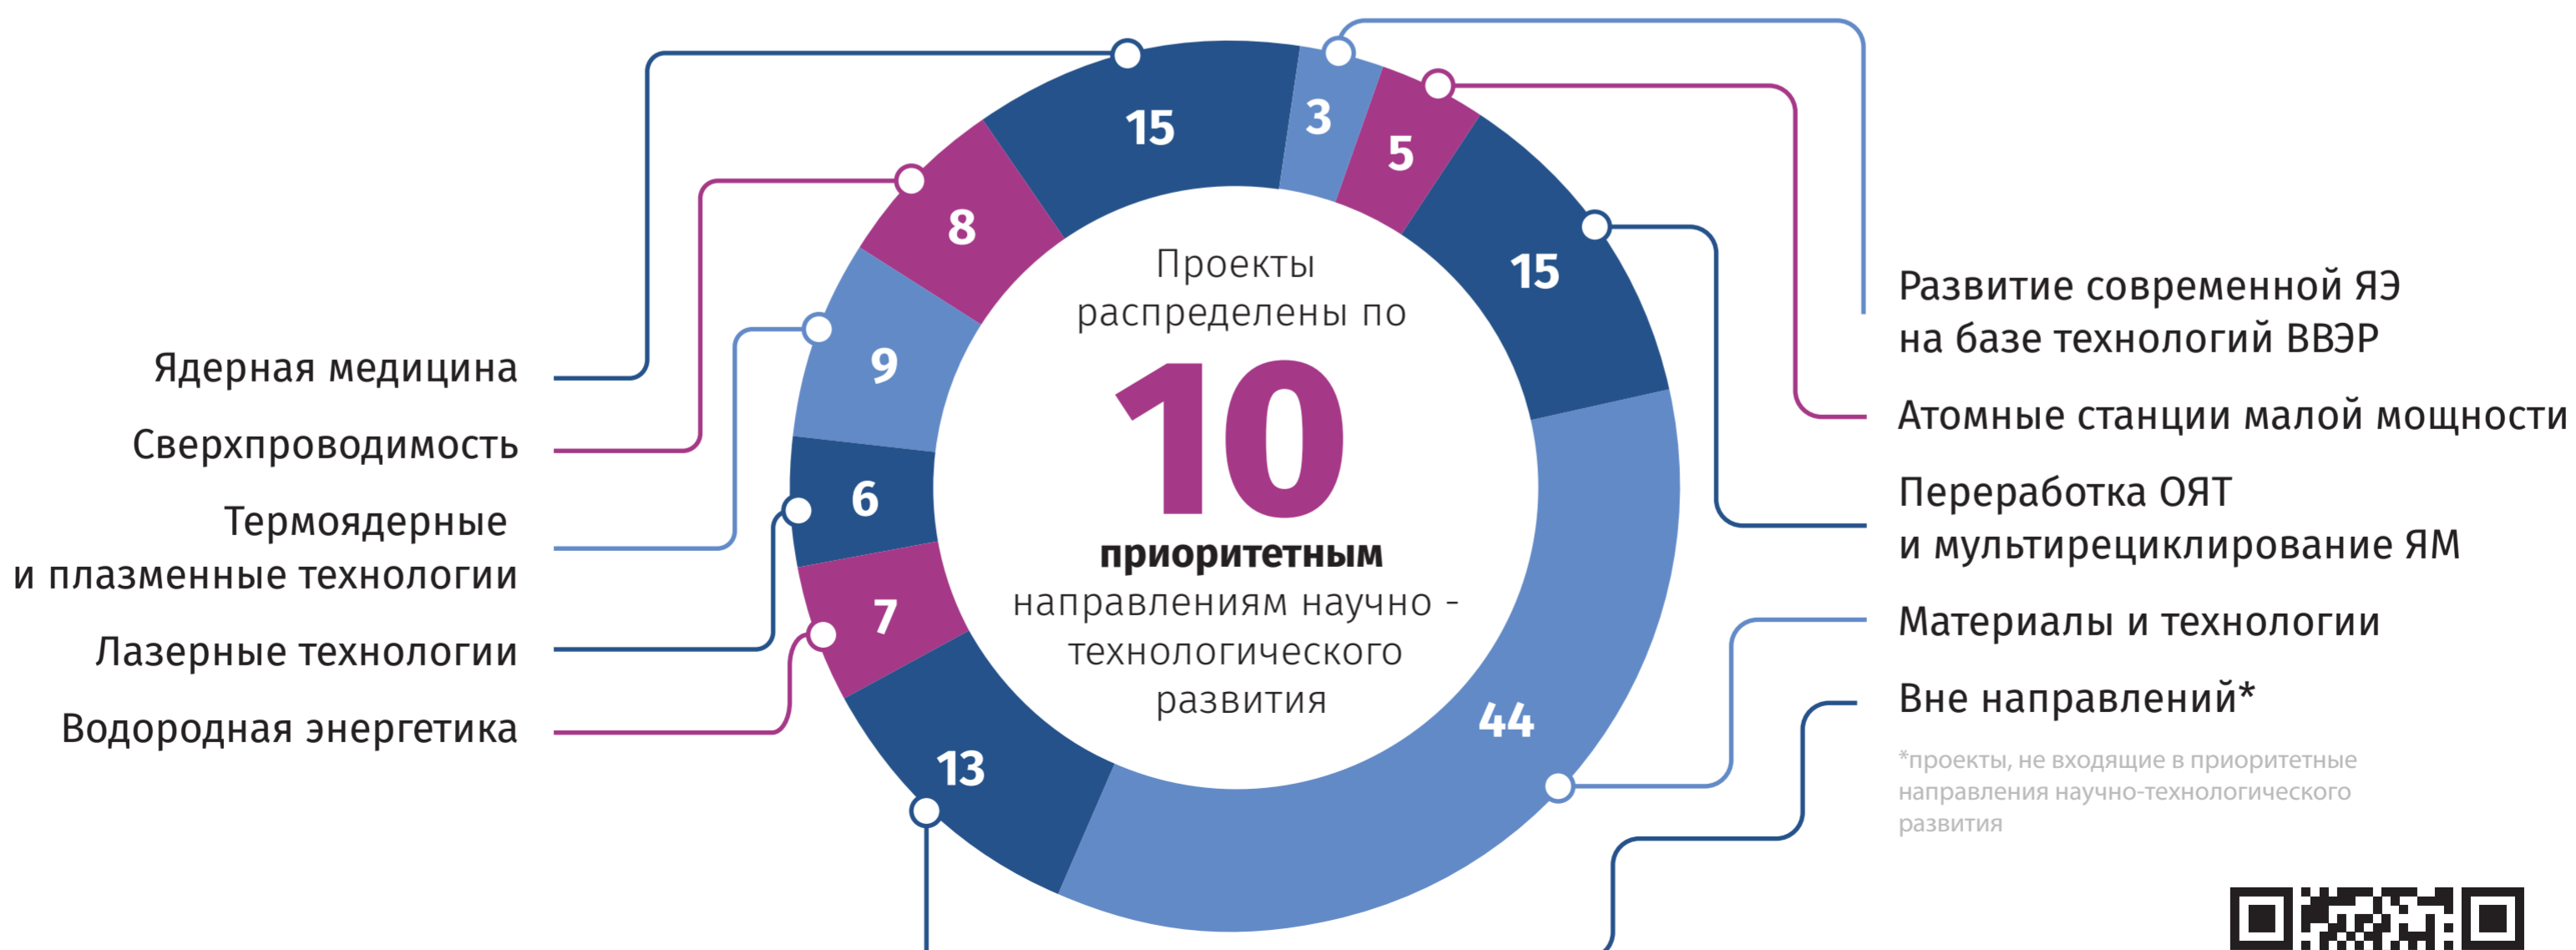 15
3
5
8
15
9
6
7
13
44
Проекты
распределены по
10
приоритетным
направлениям научно -
технологического
развития
Ядерная медицина
Сверхпроводимость
Термоядерные
и плазменные технологии
Лазерные технологии
Водородная энергетика
Развитие современной ЯЭ
на базе технологий ВВЭР
Атомные станции малой мощности
Переработка ОЯТ
и мультирециклирование ЯМ
Материалы и технологии
Вне направлений*
*проекты, не входящие в приоритетные
направления научно-технологического
развития